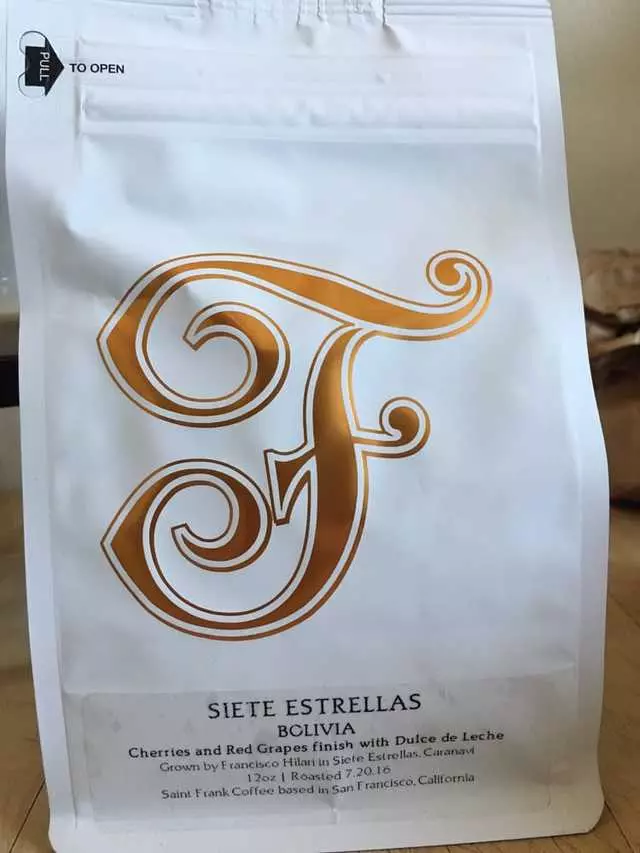 PULL
TO OPEN
F
SIETE ESTRELLAS
BOLIVIA
Cherries and Red Grapes finish with Dulce de Leche
Grown by Francisco Hilari in Siete Estrellas, Caranavi
12oz | Roasted 7.20.16
Saint Frank Coffee based in San Francisco, California